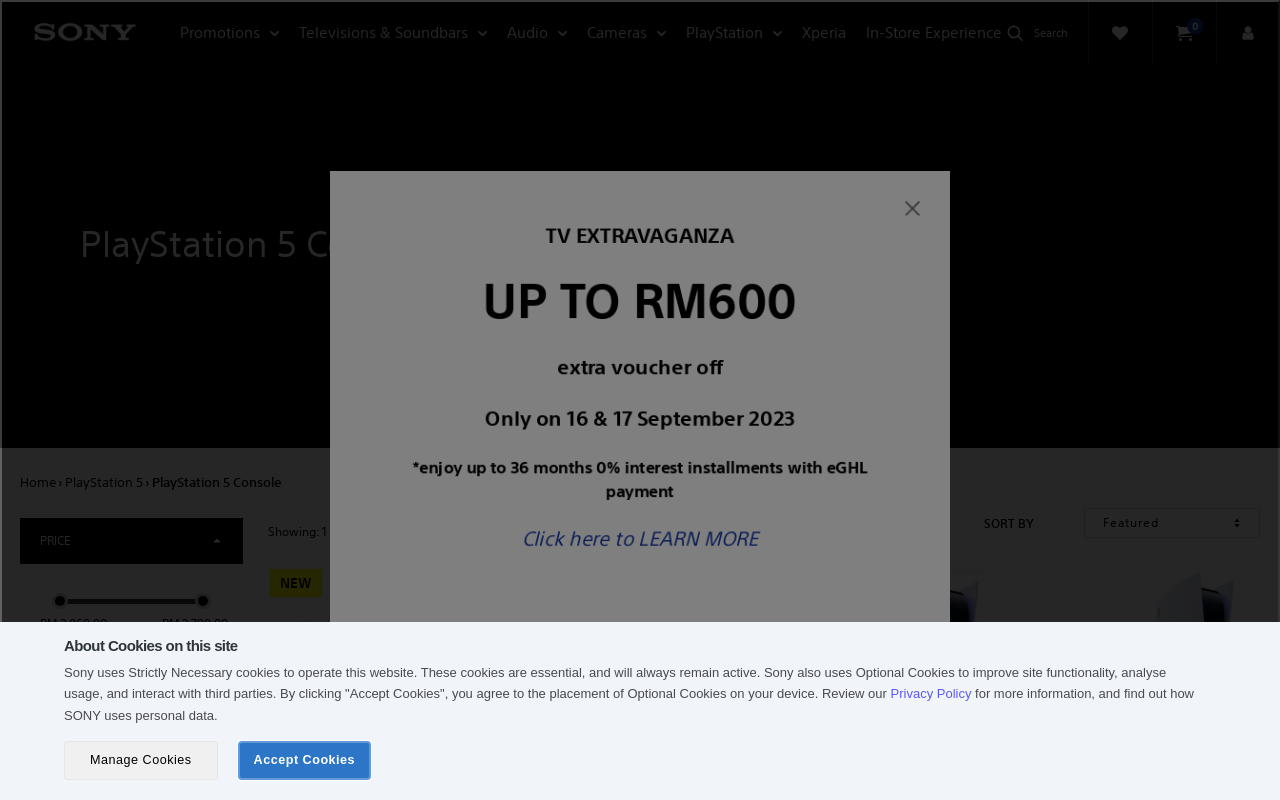 SONY
Promotions
Televisions & Soundbars
Audio
Cameras
PlayStation
Xperia
In-Store Experience
Search
0
PlayStation 5 Co
TV EXTRAVAGANZA
UP TO RM600
extra voucher off
Only on 16 & 17 September 2023
*enjoy up to 36 months 0% interest installments with eGHL
payment
Click here to LEARN MORE
Home › PlayStation 5 › PlayStation 5 Console
PRICE
Showing: 1
SORT BY
Featured
NEW
About Cookies on this site
Sony uses Strictly Necessary cookies to operate this website. These cookies are essential, and will always remain active. Sony also uses Optional Cookies to improve site functionality, analyse
usage, and interact with third parties. By clicking "Accept Cookies", you agree to the placement of Optional Cookies on your device. Review our Privacy Policy for more information, and find out how
SONY uses personal data.
Manage Cookies
Accept Cookies